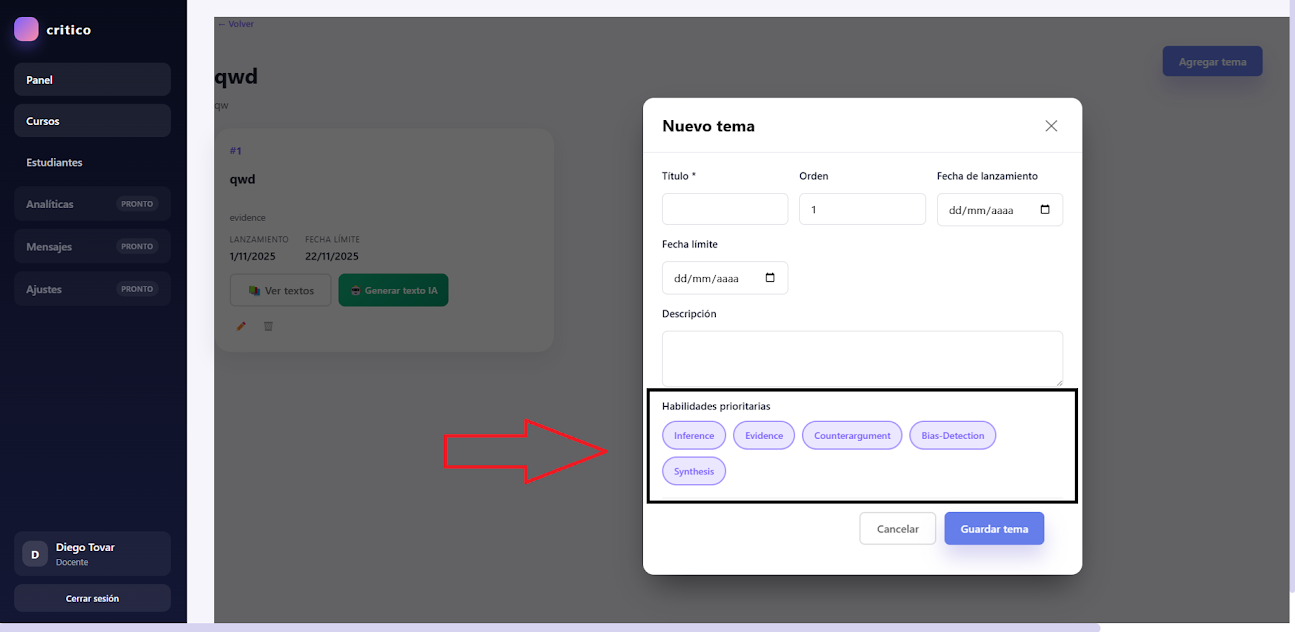 critico
Panel
Cursos
Estudiantes
Analíticas PRONTO
Mensajes PRONTO
Ajustes PRONTO
D
Diego Tovar
Docente
Cerrar sesión
← Volver
qwd
qw
Agregar tema
#1
qwd
evidence
LANZAMIENTO FECHA LÍMITE
1/11/2025 22/11/2025
Ver textos Generar texto IA
Nuevo tema
Título * Orden Fecha de lanzamiento
1 dd/mm/aaaa
Fecha límite
dd/mm/aaaa
Descripción
Habilidades prioritarias
Inference Evidence Counterargument Bias-Detection
Synthesis
Cancelar Guardar tema